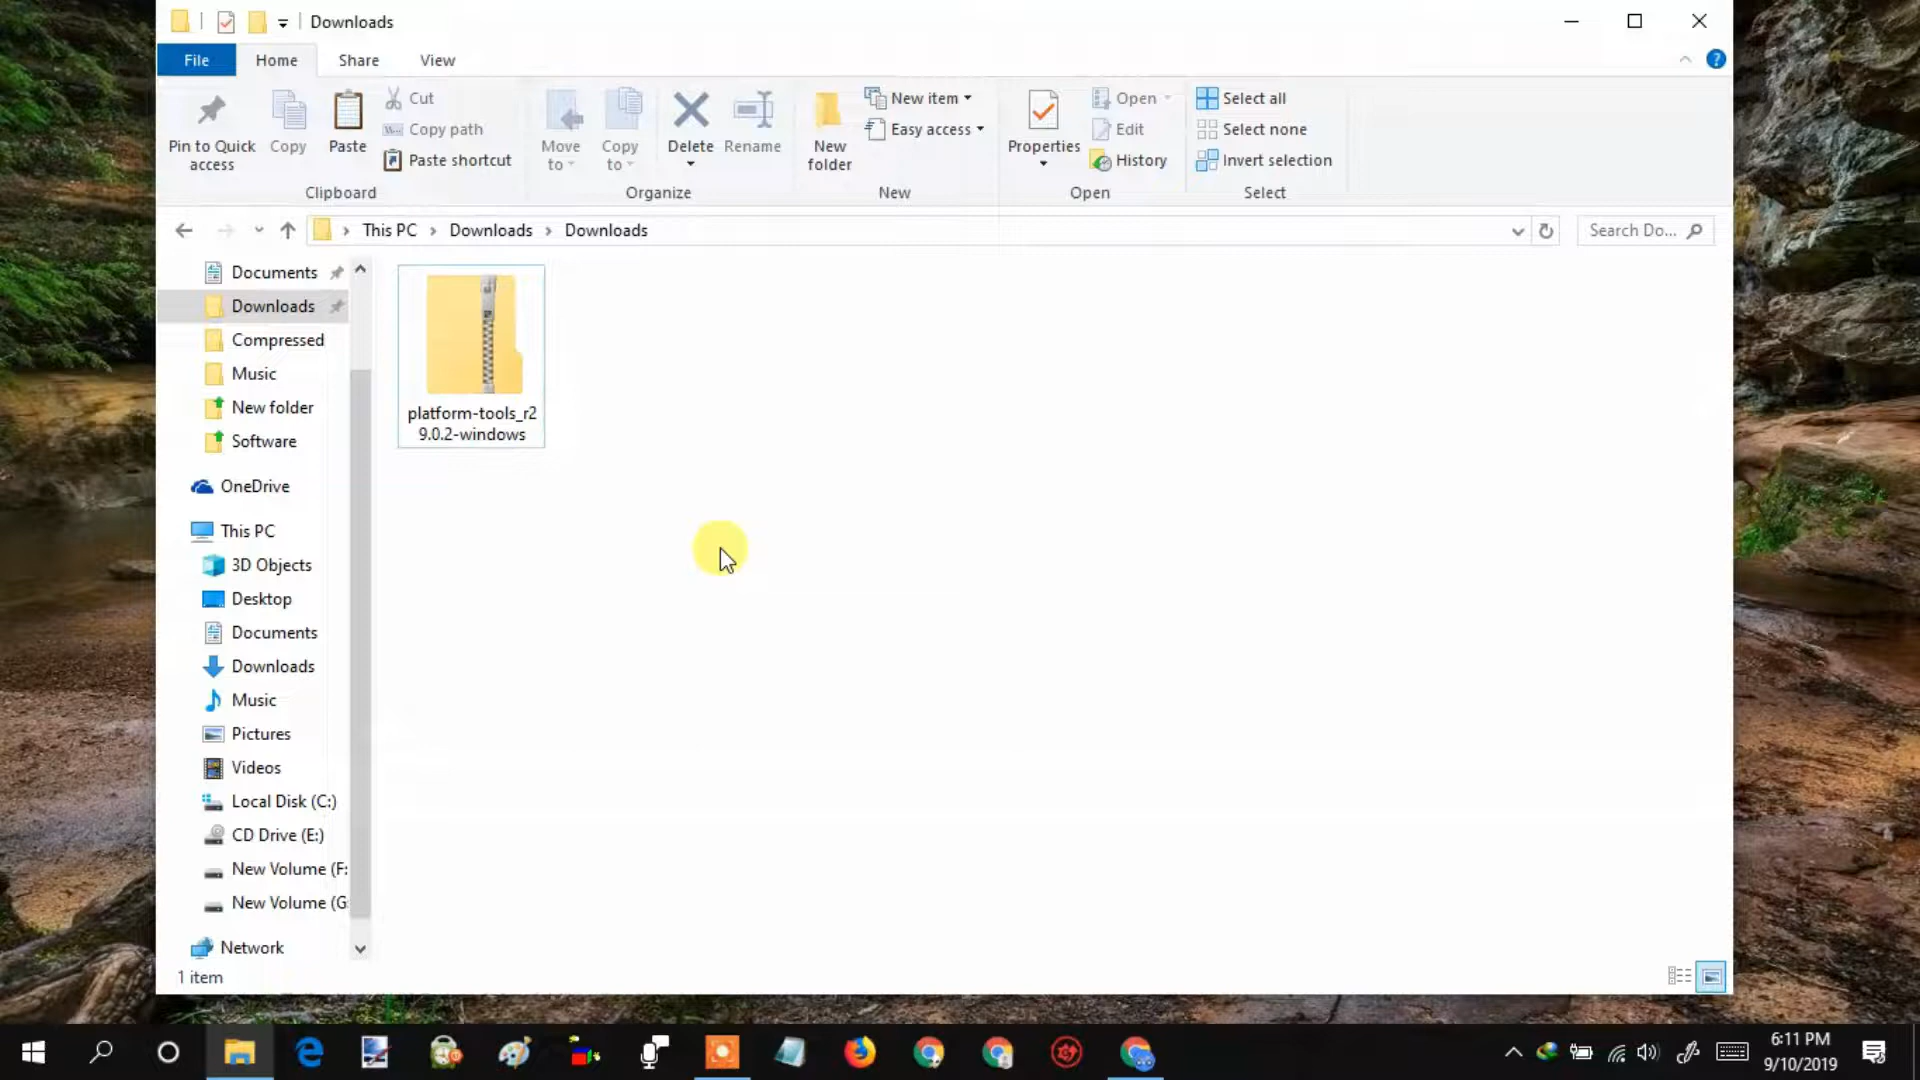 Downloads
File Home Share View
Pin to Quick access
Copy
Paste
Cut
Copy path
Paste shortcut
Clipboard
Move to
Copy to
Delete
Rename
Organize
New folder
New item
Easy access
New
Properties
Open
Edit
History
Open
Select all
Select none
Invert selection
Select
This PC > Downloads > Downloads
Search Do...
Documents
Downloads
Compressed
Music
New folder
Software
OneDrive
This PC
3D Objects
Desktop
Documents
Downloads
Music
Pictures
Videos
Local Disk (C:)
CD Drive (E:)
New Volume (F:
New Volume (G:
Network
platform-tools_r2
9.0.2-windows
1 item
6:11 PM
9/10/2019